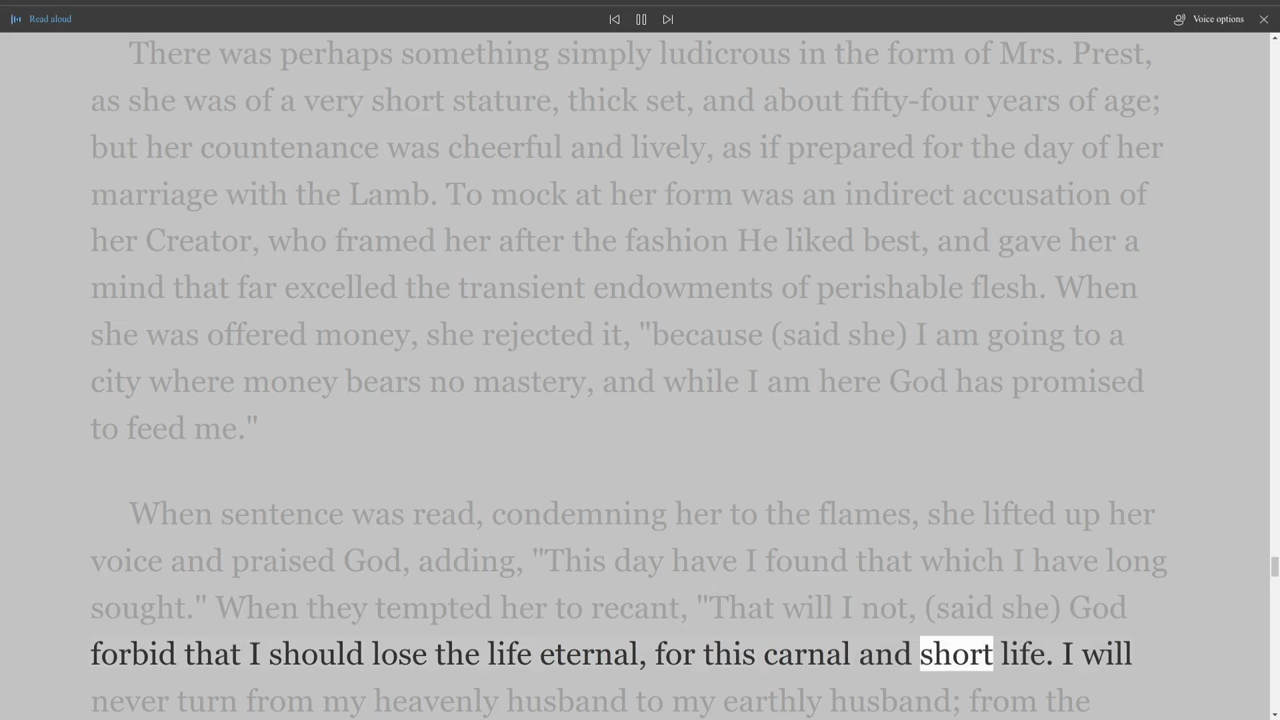 Read aloud
Voice options
There was perhaps something simply ludicrous in the form of Mrs. Prest,
as she was of a very short stature, thick set, and about fifty-four years of age;
but her countenance was cheerful and lively, as if prepared for the day of her
marriage with the Lamb. To mock at her form was an indirect accusation of
her Creator, who framed her after the fashion He liked best, and gave her a
mind that far excelled the transient endowments of perishable flesh. When
she was offered money, she rejected it, "because (said she) I am going to a
city where money bears no mastery, and while I am here God has promised
to feed me."
When sentence was read, condemning her to the flames, she lifted up her
voice and praised God, adding, "This day have I found that which I have long
sought." When they tempted her to recant, "That will I not, (said she) God
forbid that I should lose the life eternal, for this carnal and short life. I will
never turn from my heavenly husband to my earthly husband; from the